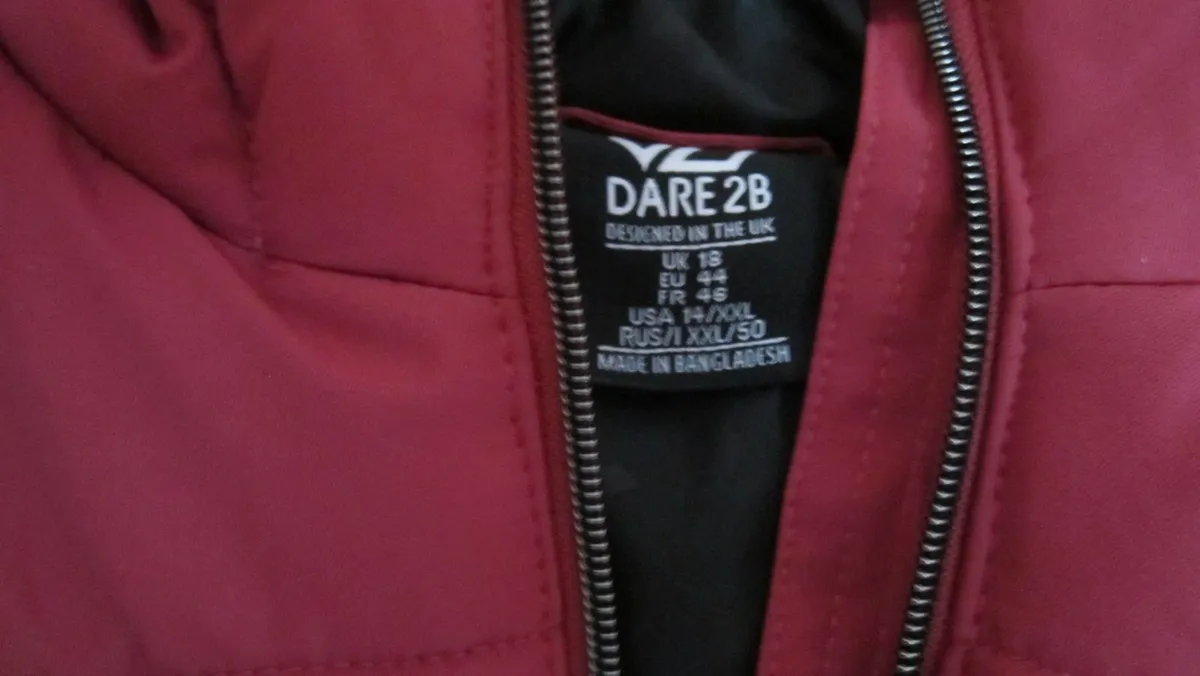 DARE 2B
DESIGNED IN THE UK
UK 18
EU 44
FR 46
USA 14/XXL
RUS/I XXL/50
MADE IN BANGLADESH